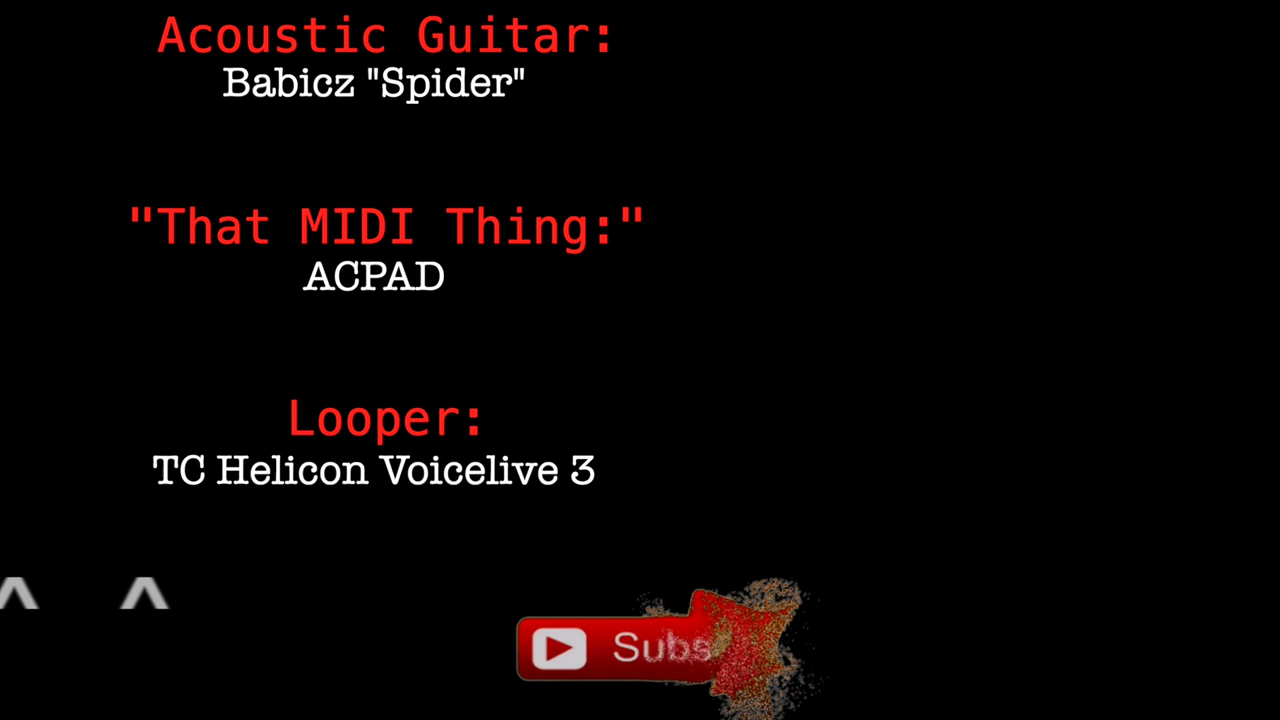 Acoustic Guitar:
Babicz "Spider"
"That MIDI Thing:"
ACPAD
Looper:
TC Helicon Voicelive 3
Subs